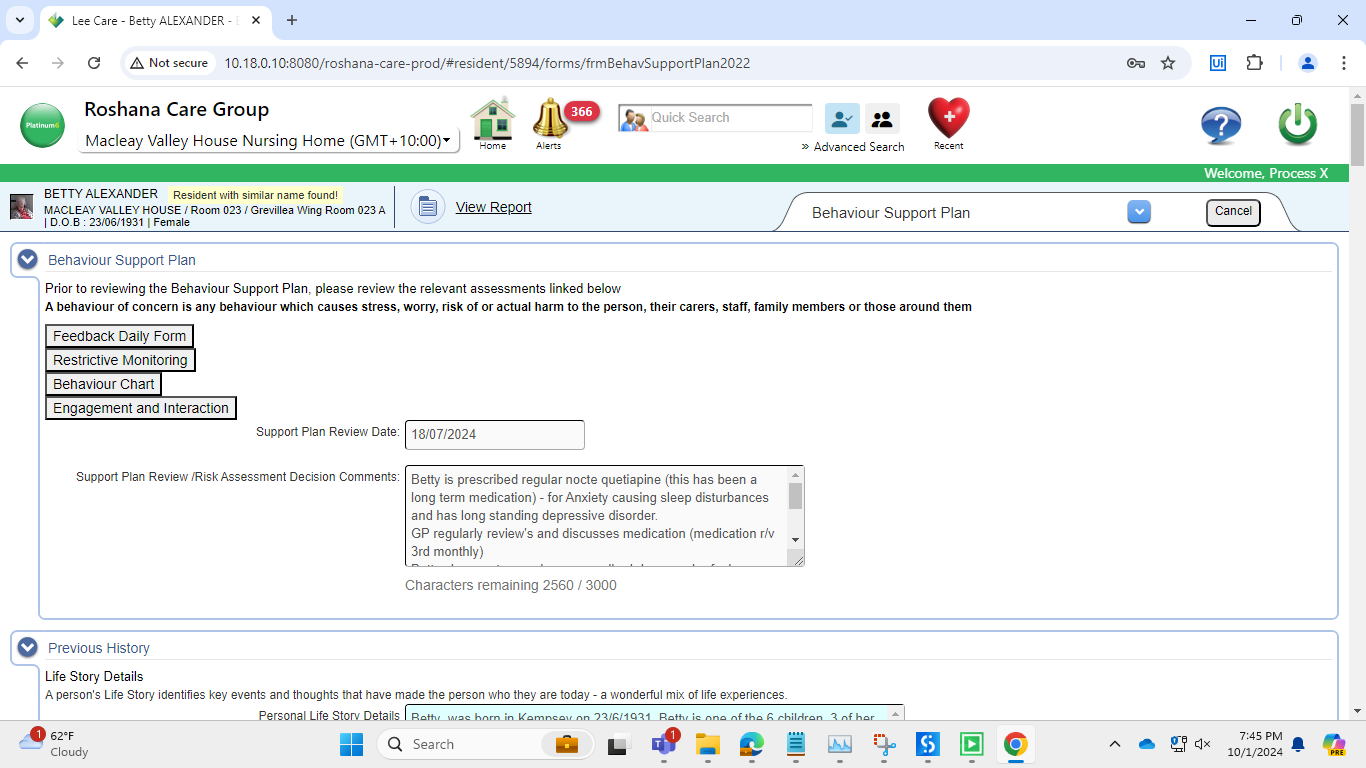 Lee Care - Betty ALEXANDER -
Not secure
10.18.0.10:8080/roshana-care-prod/#resident/5894/forms/frmBehavSupportPlan2022
Platinum6
Roshana Care Group
Macleay Valley House Nursing Home (GMT+10:00)
Home
366
Alerts
Quick Search
» Advanced Search
Recent
Welcome, Process X
BETTY ALEXANDER Resident with similar name found!
MACLEAY VALLEY HOUSE / Room 023 / Grevillea Wing Room 023 A
| D.O.B : 23/06/1931 | Female
View Report
Behaviour Support Plan
Cancel
Behaviour Support Plan
Prior to reviewing the Behaviour Support Plan, please review the relevant assessments linked below
A behaviour of concern is any behaviour which causes stress, worry, risk of or actual harm to the person, their carers, staff, family members or those around them
Feedback Daily Form
Restrictive Monitoring
Behaviour Chart
Engagement and Interaction
Support Plan Review Date: 18/07/2024
Support Plan Review /Risk Assessment Decision Comments:
Betty is prescribed regular nocte quetiapine (this has been a
long term medication) - for Anxiety causing sleep disturbances
and has long standing depressive disorder.
GP regularly review's and discusses medication (medication r/v
3rd monthly)
Characters remaining 2560 / 3000
Previous History
Life Story Details
A person's Life Story identifies key events and thoughts that have made the person who they are today - a wonderful mix of life experiences.
Personal Life Story Details
Betty, was born in Kempsey on 23/6/1931. Betty is one of the 6 children. 3 of her
1
62°F
Cloudy
Search
1
7:45 PM
10/1/2024
PRE